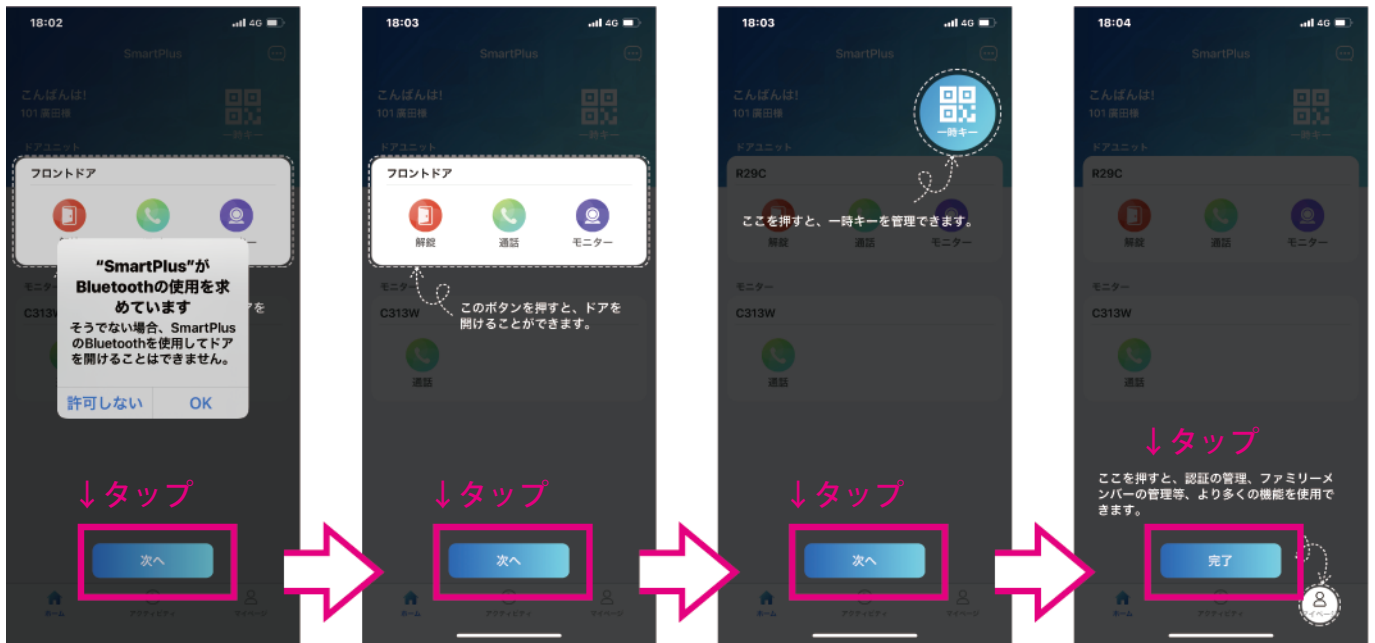 18:02
4G
SmartPlus
こんばんは!
101 廣田様
一時キー
ドアユニット
フロントドア
モニター
C313W
を
"SmartPlus"が
Bluetoothの使用を求
めています
そうでない場合、SmartPlus
のBluetoothを使用してドア
を開けることはできません。
許可しない
OK
↓タップ
次へ
ホーム
アクティビティ
マイページ
18:03
4G
SmartPlus
こんばんは!
101 廣田様
一時キー
ドアユニット
フロントドア
解錠
通話
モニター
モニター
このボタンを押すと、ドアを
開けることができます。
C313W
通話
↓タップ
次へ
ホーム
アクティビティ
マイページ
18:03
4G
SmartPlus
こんばんは!
101 廣田様
一時キー
ドアユニット
R29C
ここを押すと、一時キーを管理できます。
解錠
通話
モニター
モニター
C313W
通話
↓タップ
次へ
ホーム
アクティビティ
マイページ
18:04
4G
SmartPlus
こんばんは!
101 廣田様
一時キー
ドアユニット
R29C
解錠
通話
モニター
モニター
C313W
通話
↓タップ
ここを押すと、認証の管理、ファミリーメ
ンバーの管理等、より多くの機能を使用で
きます。
完了
ホーム
アクティビティ
マイページ